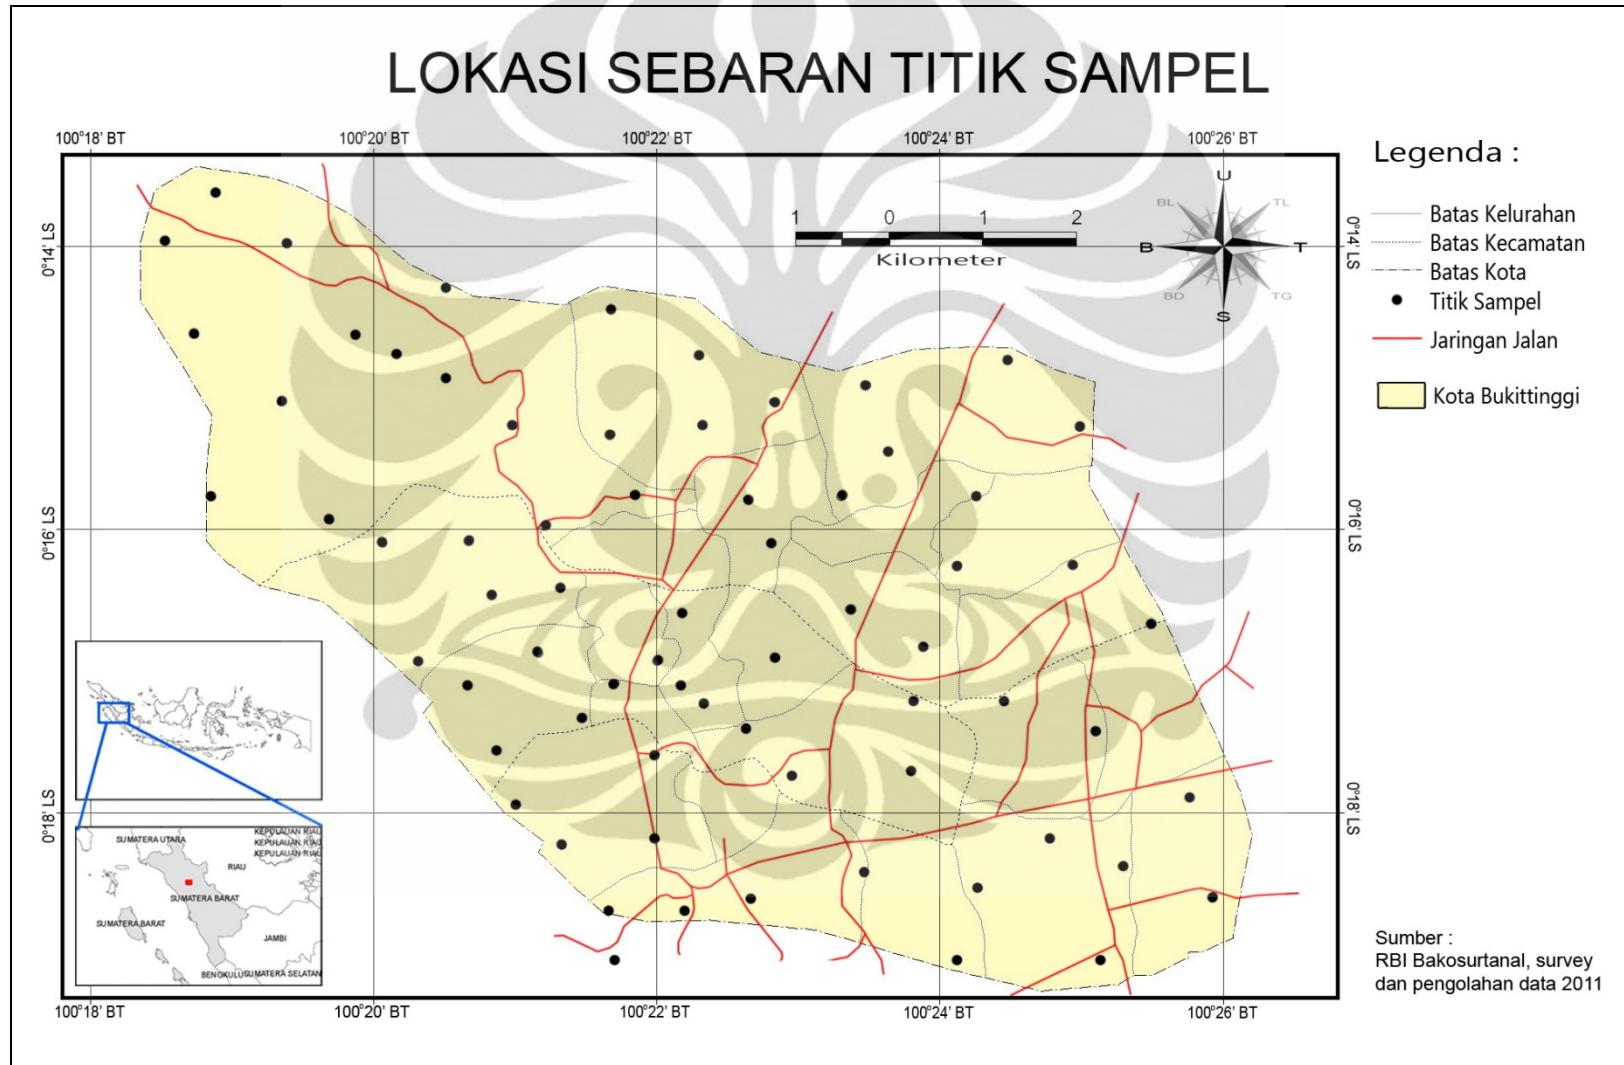 LOKASI SEBARAN TITIK SAMPEL
100°18' BT
100°20' BT
100°22' BT
100°24' BT
100°26' BT
Legenda :
U
BL
TL
B
T
BD
TG
S
1
0
1
2
Kilometer
Batas Kelurahan
Batas Kecamatan
Batas Kota
Titik Sampel
Jaringan Jalan
Kota Bukittinggi
0°14' LS
0°14' LS
0°16' LS
0°16' LS
0°18' LS
0°18' LS
SUMATERA UTARA
KEPULAUAN RIAU
KEPULAUAN RIAU
KEPULAUAN RIAU
RIAU
SUMATERA BARAT
SUMATERA BARAT
JAMBI
BENGKULU
SUMATERA SELATAN
Sumber :
RBI Bakosurtanal, survey
dan pengolahan data 2011
100°18' BT
100°20' BT
100°22' BT
100°24' BT
100°26' BT